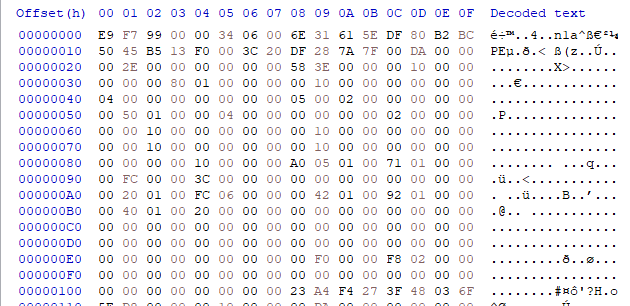 Offset(h) 00 01 02 03 04 05 06 07 08 09 0A 0B 0C 0D 0E 0F Decoded text
00000000 E9 F7 99 00 00 34 06 00 6E 31 61 5E DF 80 B2 BC é÷™..4..n1a^ß€²¼
00000010 50 45 B5 13 F0 00 3C 20 DF 28 7A 7F 00 DA 00 00 PEµ.ð.< ß(z..Ú..
00000020 00 2E 00 00 00 00 00 00 58 3E 00 00 00 10 00 00 ........X>......
00000030 00 00 00 80 01 00 00 00 00 10 00 00 00 00 00 00 ...€............
00000040 04 00 00 00 00 00 00 00 05 00 02 00 00 00 00 00 ................
00000050 00 50 01 00 00 04 00 00 00 00 00 00 02 00 00 00 .P..............
00000060 00 00 10 00 00 00 00 00 00 10 00 00 00 00 00 00 ................
00000070 00 00 10 00 00 00 00 00 00 10 00 00 00 00 00 00 ................
00000080 00 00 00 00 10 00 00 00 A0 05 01 00 71 01 00 00 ........ ...q...
00000090 00 FC 00 00 3C 00 00 00 00 00 00 00 00 00 00 00 .ü..<...........
000000A0 00 20 01 00 FC 06 00 00 00 42 01 00 92 01 00 00 . ..ü....B..’...
000000B0 00 40 01 00 20 00 00 00 00 00 00 00 00 00 00 00 .@.. ...........
000000C0 00 00 00 00 00 00 00 00 00 00 00 00 00 00 00 00 ................
000000D0 00 00 00 00 00 00 00 00 00 00 00 00 00 00 00 00 ................
000000E0 00 00 00 00 00 00 00 00 00 F0 00 00 F8 02 00 00 .........ð..ø...
000000F0 00 00 00 00 00 00 00 00 00 00 00 00 00 00 00 00 ................
00000100 00 00 00 00 00 00 00 00 23 A4 F4 27 3F 48 03 6F ........#¤ô'?H.o